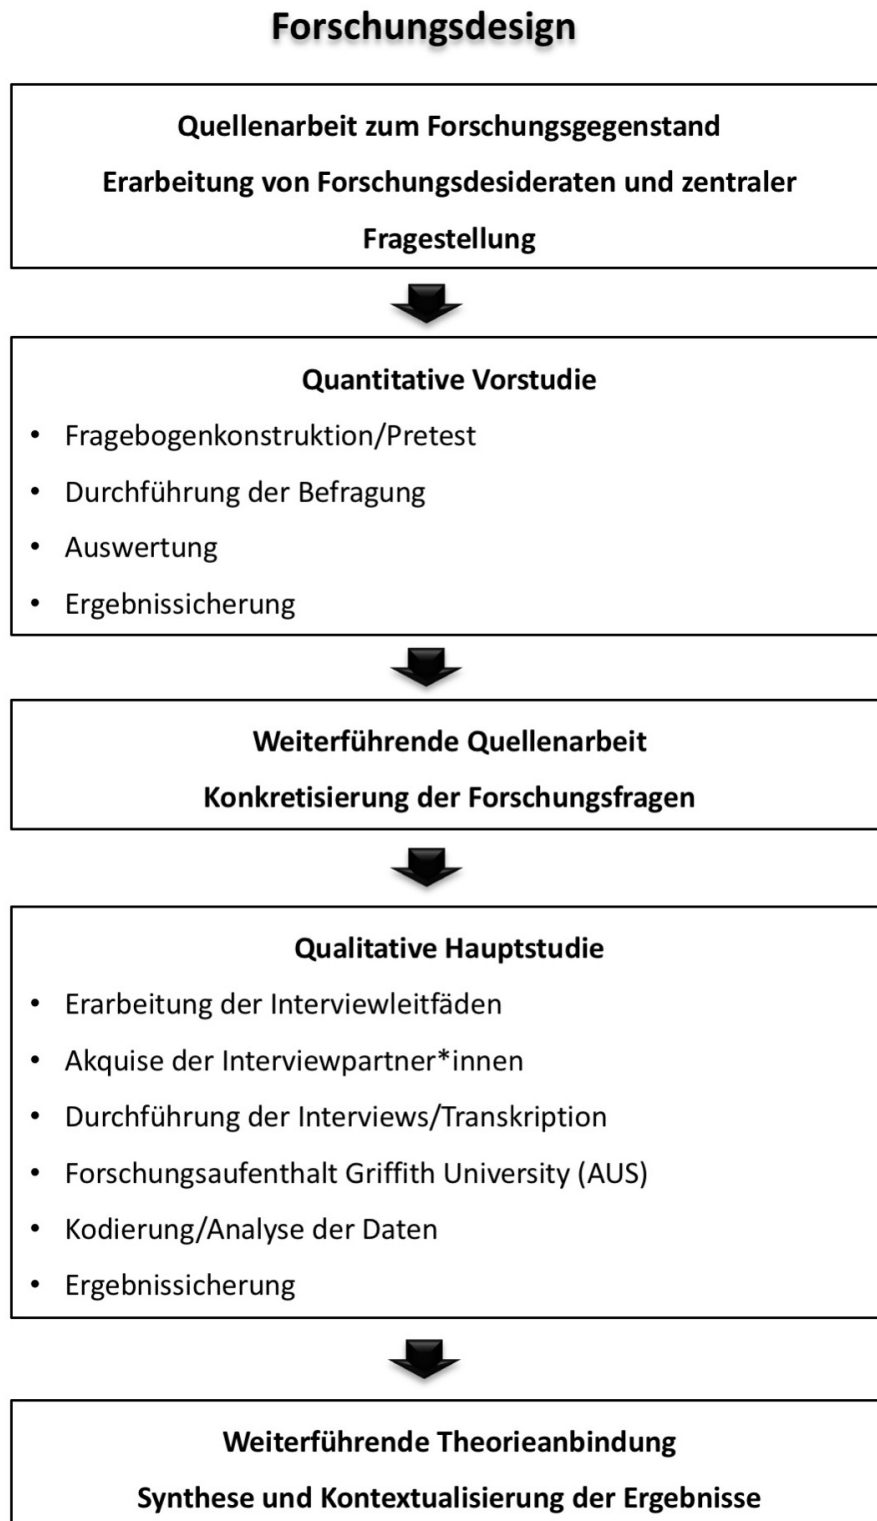 Forschungsdesign
Quellenarbeit zum Forschungsgegenstand
Erarbeitung von Forschungsdesideraten und zentraler
Fragestellung
Quantitative Vorstudie
• Fragebogenkonstruktion/Pretest
• Durchführung der Befragung
• Auswertung
• Ergebnissicherung
Weiterführende Quellenarbeit
Konkretisierung der Forschungsfragen
Qualitative Hauptstudie
• Erarbeitung der Interviewleitfäden
• Akquise der Interviewpartner*innen
• Durchführung der Interviews/Transkription
• Forschungsaufenthalt Griffith University (AUS)
• Kodierung/Analyse der Daten
• Ergebnissicherung
Weiterführende Theorieanbindung
Synthese und Kontextualisierung der Ergebnisse